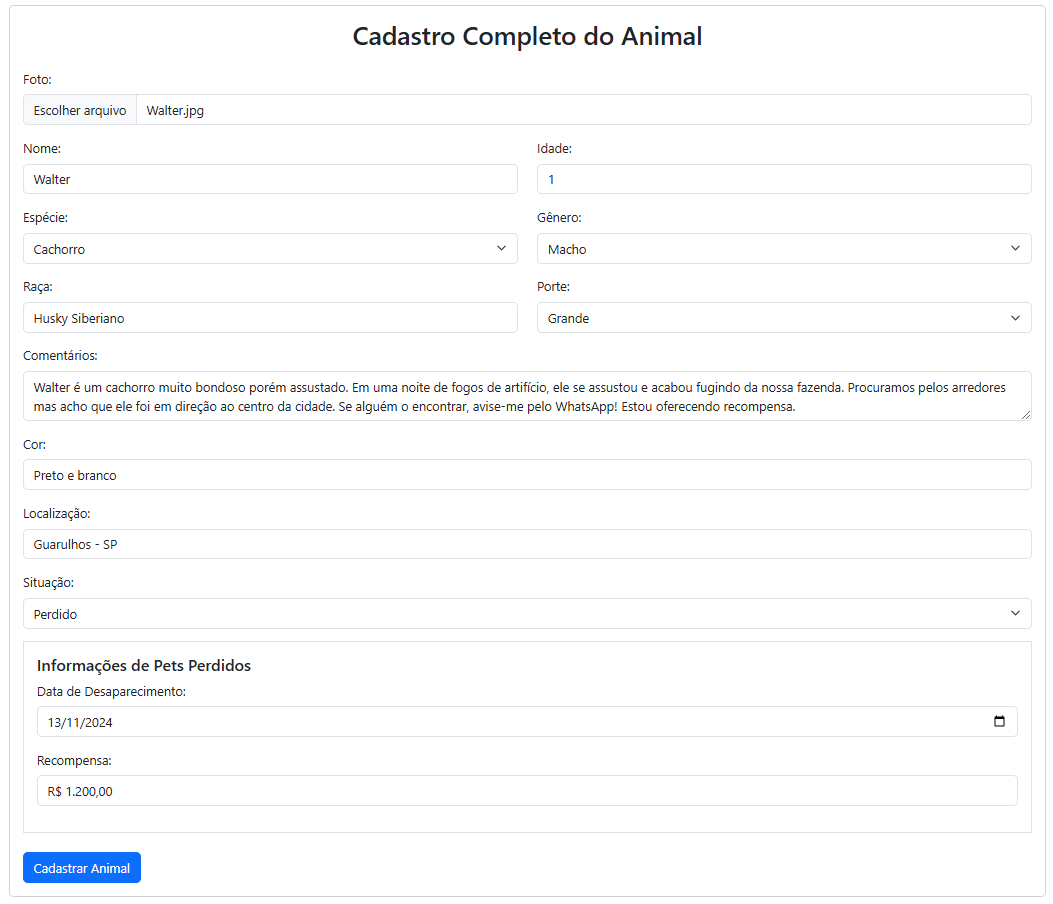 Cadastro Completo do Animal
Foto:
Escolher arquivo Walter.jpg
Nome: Idade:
Walter 1
Espécie: Gênero:
Cachorro Macho
Raça: Porte:
Husky Siberiano Grande
Comentários:
Walter é um cachorro muito bondoso porém assustado. Em uma noite de fogos de artifício, ele se assustou e acabou fugindo da nossa fazenda. Procuramos pelos arredores
mas acho que ele foi em direção ao centro da cidade. Se alguém o encontrar, avise-me pelo WhatsApp! Estou oferecendo recompensa.
Cor:
Preto e branco
Localização:
Guarulhos - SP
Situação:
Perdido
Informações de Pets Perdidos
Data de Desaparecimento:
13/11/2024
Recompensa:
R$ 1.200,00
Cadastrar Animal